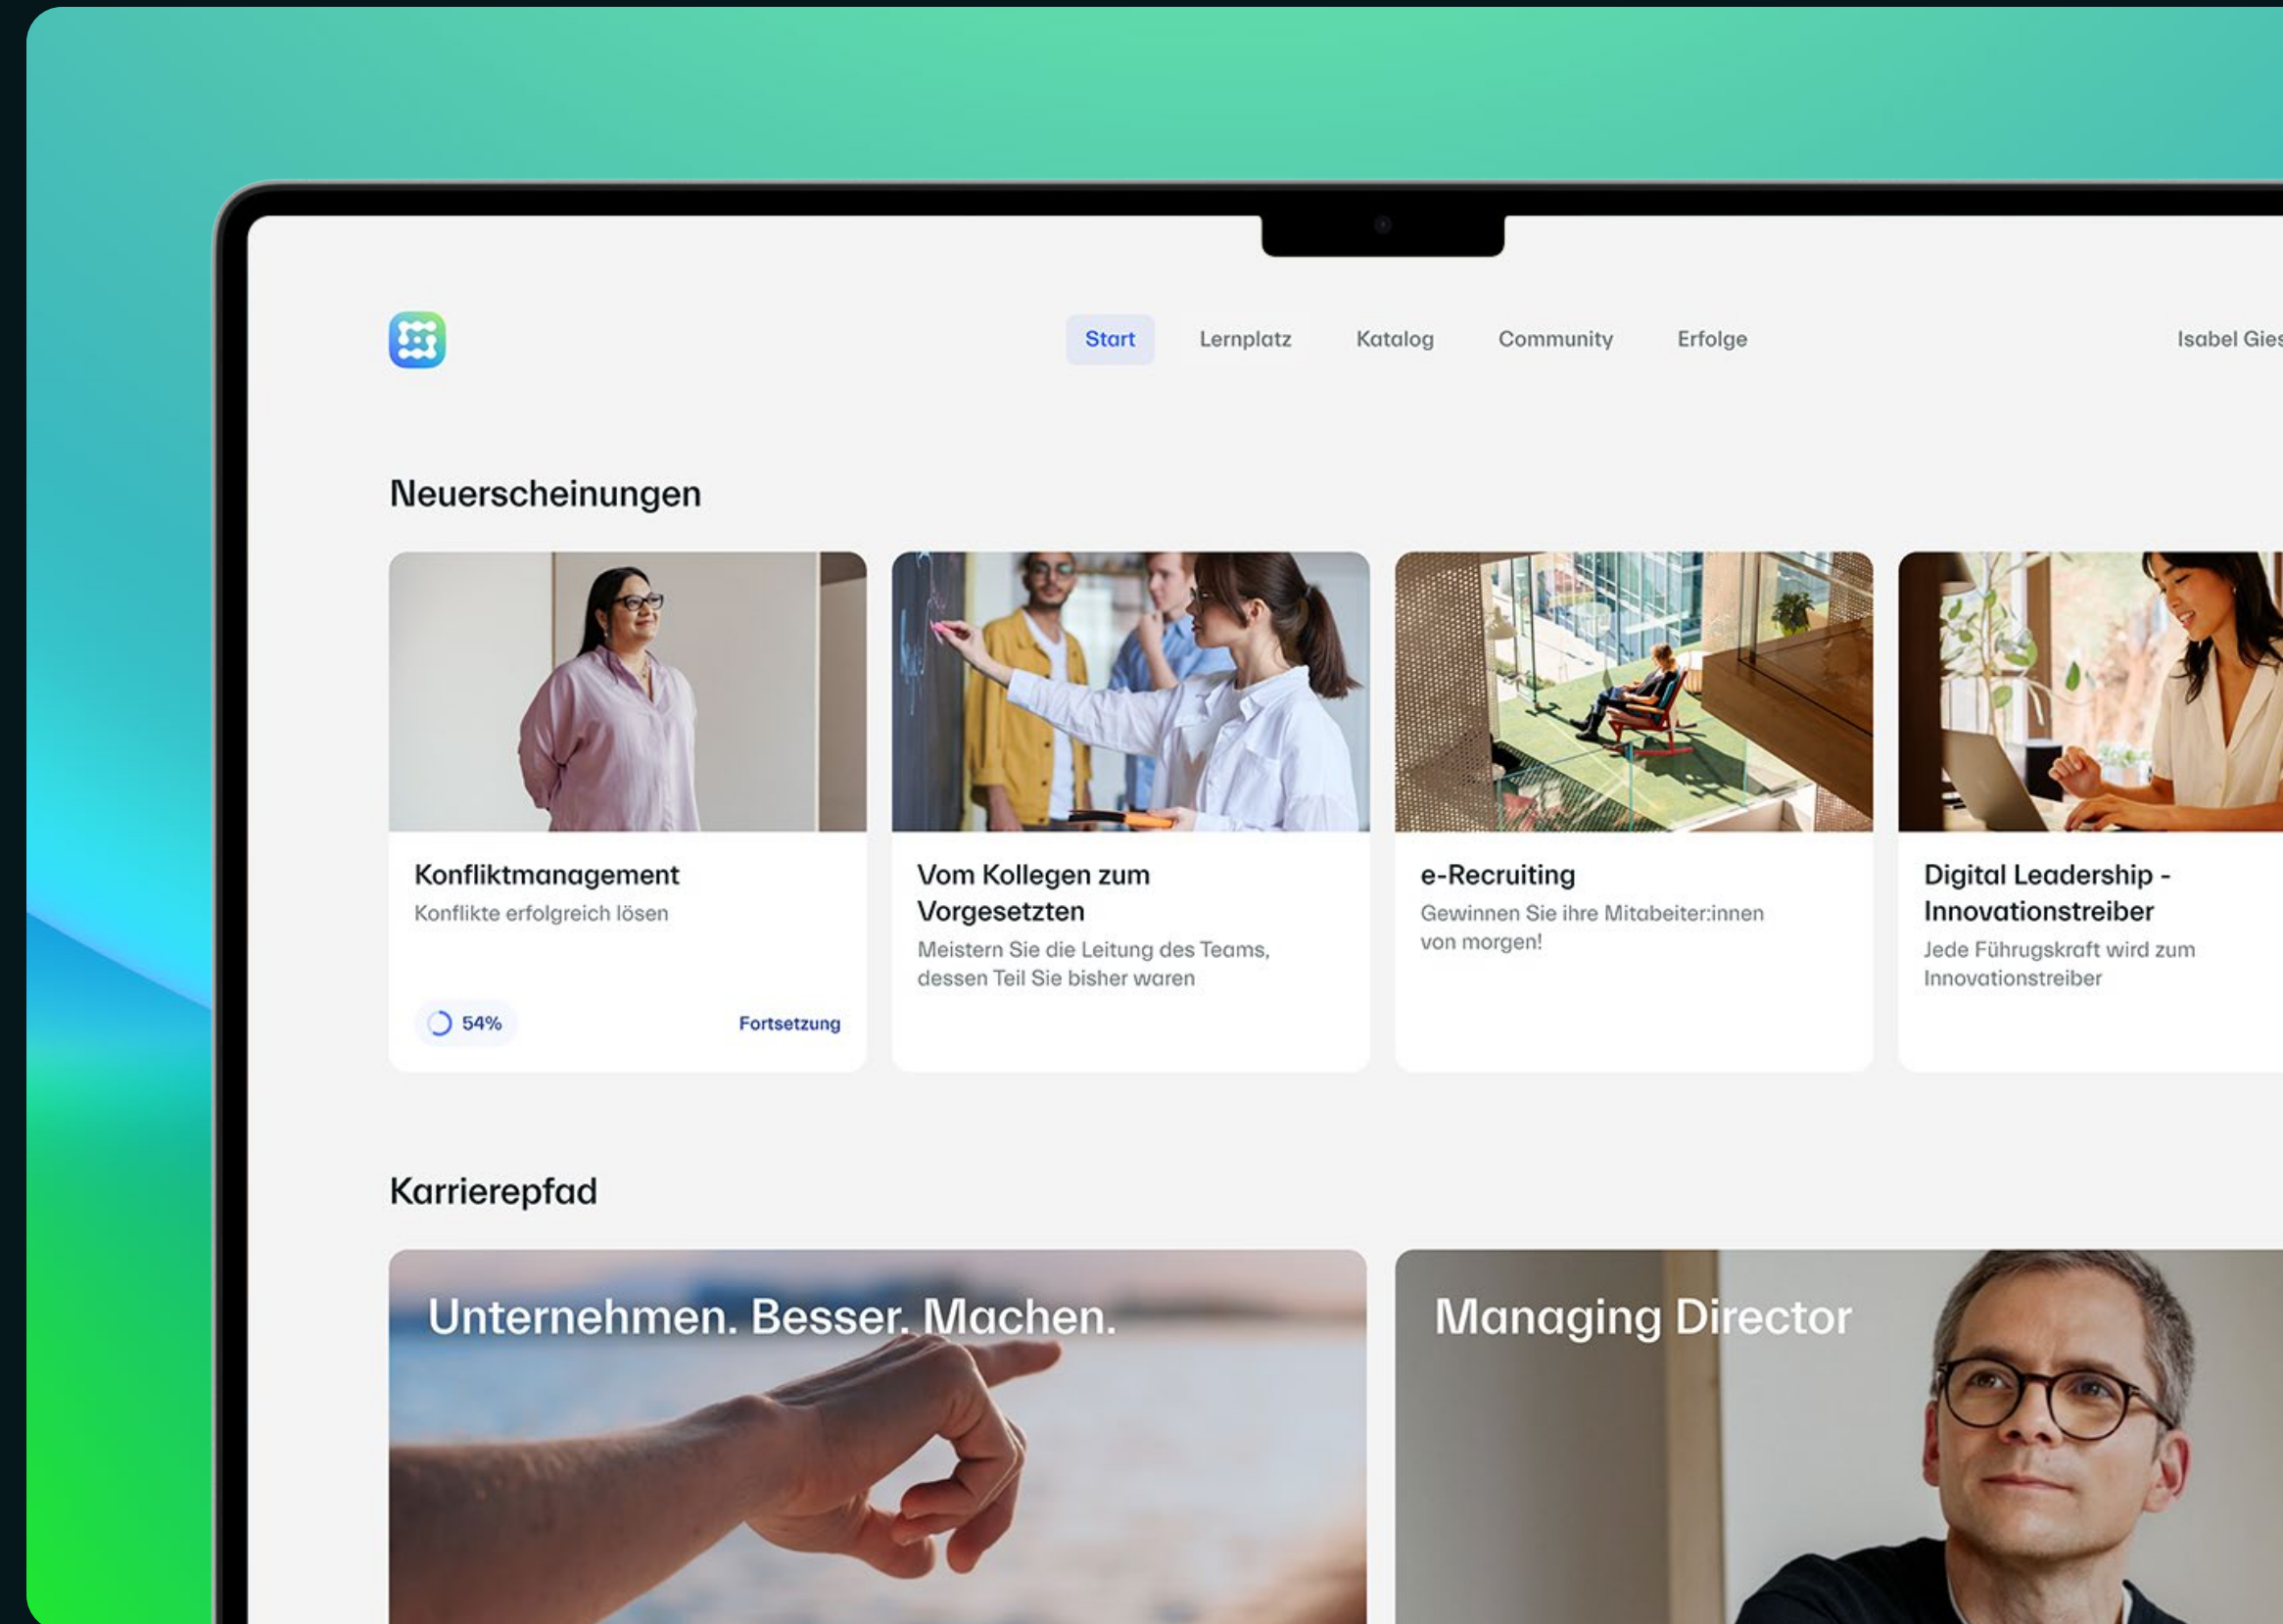 Start Lernplatz Katalog Community Erfolge Isabel
Neuerscheinungen
Konfliktmanagement
Konflikte erfolgreich lösen
54% Fortsetzung
Vom Kollegen zum
Vorgesetzten
Meistern Sie die Leitung des Teams,
dessen Teil Sie bisher waren
e-Recruiting
Gewinnen Sie ihre Mitabeiter:innen
von morgen!
Digital Leadership -
Innovationstreiber
Jede Führugskraft wird zum
Innovationstreiber
Karrierepfad
Unternehmen. Besser. Machen.
Managing Director